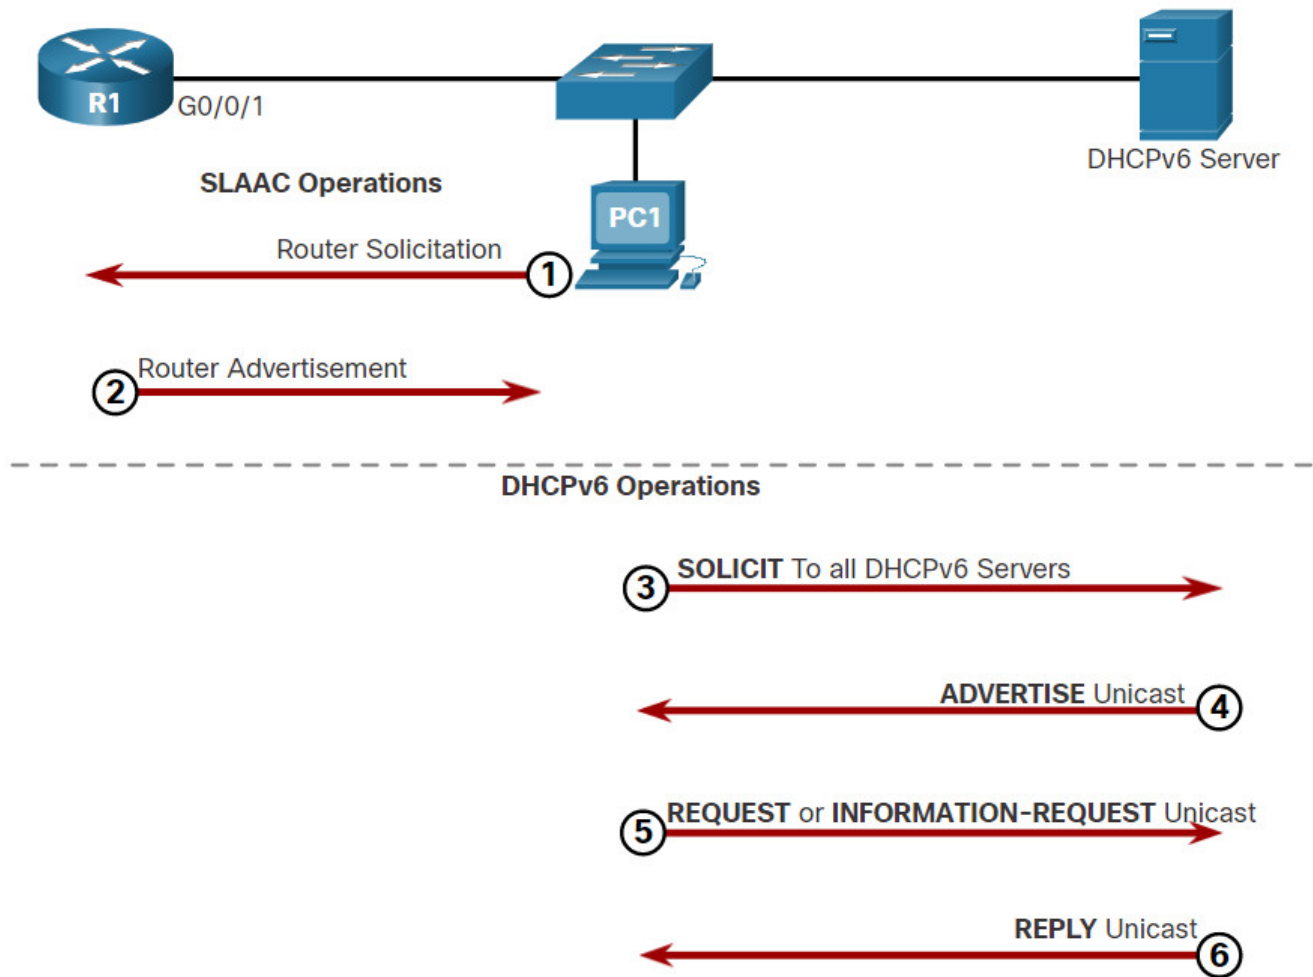 R1
G0/0/1
DHCPv6 Server
SLAAC Operations
PC1
Router Solicitation
1
Router Advertisement
2
DHCPv6 Operations
SOLICIT To all DHCPv6 Servers
3
ADVERTISE Unicast
4
REQUEST or INFORMATION-REQUEST Unicast
5
REPLY Unicast
6